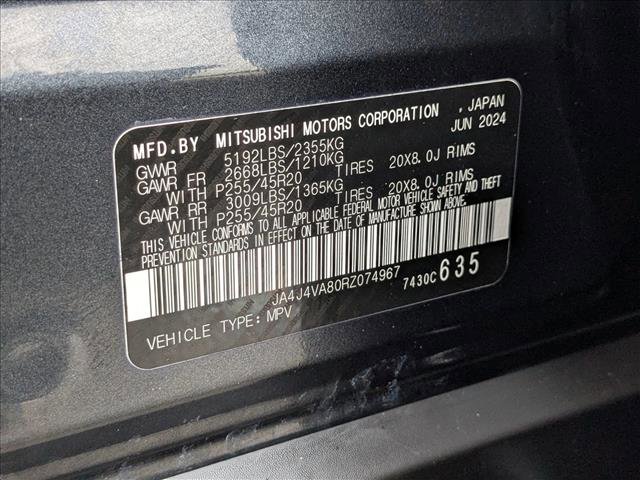 MFD.BY MITSUBISHI MOTORS CORPORATION , JAPAN
JUN 2024
GVWR 5192LBS/2355KG
GAWR FR 2668LBS/1210KG
WITH P255/45R20 TIRES 20X8.0J RIMS
GAWR RR 3009LBS/1365KG
WITH P255/45R20 TIRES 20X8.0J RIMS
THIS VEHICLE CONFORMS TO ALL APPLICABLE FEDERAL MOTOR VEHICLE SAFETY AND THEFT
PREVENTION STANDARDS IN EFFECT ON THE DATE OF MANUFACTURE SHOWN ABOVE.
JA4J4VA80RZ074967
7430C 635
VEHICLE TYPE: MPV